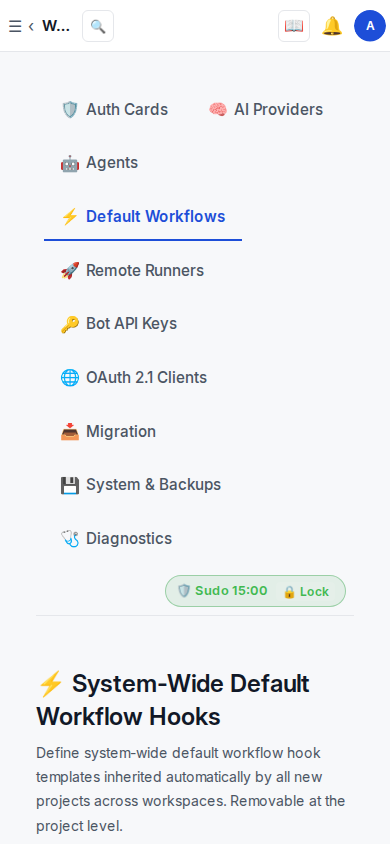 ☰ ‹ W... 🔍 📖 🔔 A
🛡️ Auth Cards 🧠 AI Providers
🤖 Agents
⚡ Default Workflows
🚀 Remote Runners
🔑 Bot API Keys
🌐 OAuth 2.1 Clients
📥 Migration
💾 System & Backups
🩺 Diagnostics
🛡️ Sudo 15:00 🔒 Lock
⚡ System-Wide Default
Workflow Hooks
Define system-wide default workflow hook
templates inherited automatically by all new
projects across workspaces. Removable at the
project level.